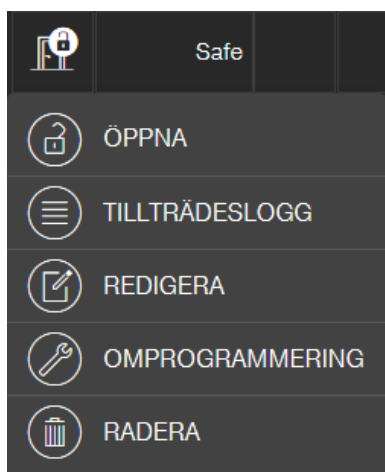 Safe
ÖPPNA
TILLTRÄDESLOGG
REDIGERA
OMPROGRAMMERING
RADERA